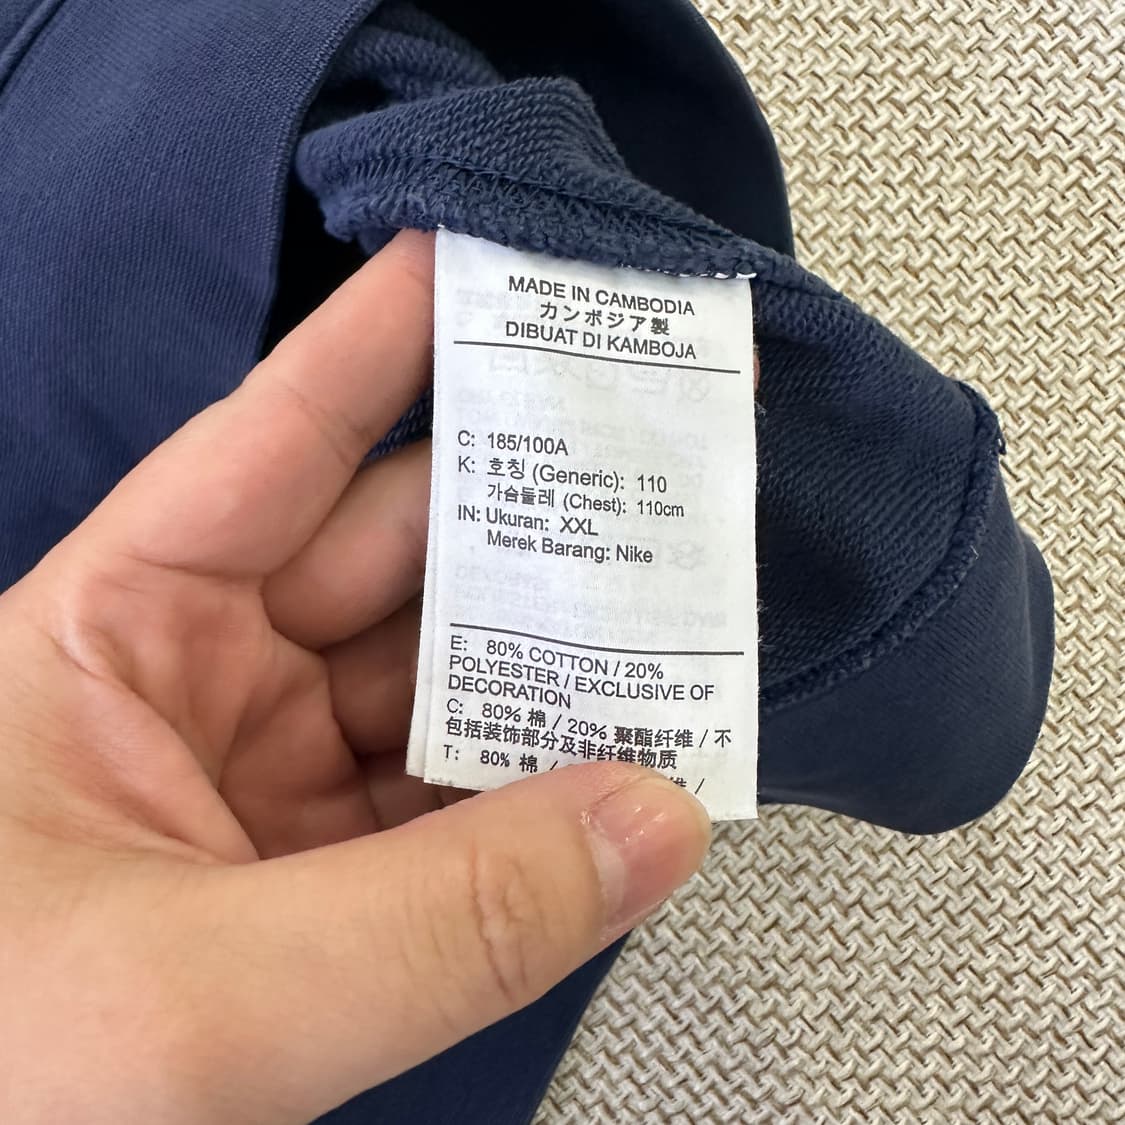 MADE IN CAMBODIA
カンボジア製
DIBUAT DI KAMBOJA
C: 185/100A
K: 호칭 (Generic): 110
가슴둘레 (Chest): 110cm
IN: Ukuran: XXL
Merek Barang: Nike
E: 80% COTTON / 20%
POLYESTER / EXCLUSIVE OF
DECORATION
C: 80% 棉 / 20% 聚酯纤维 / 不
包括装饰部分及非纤维物质
T: 80% 棉 /